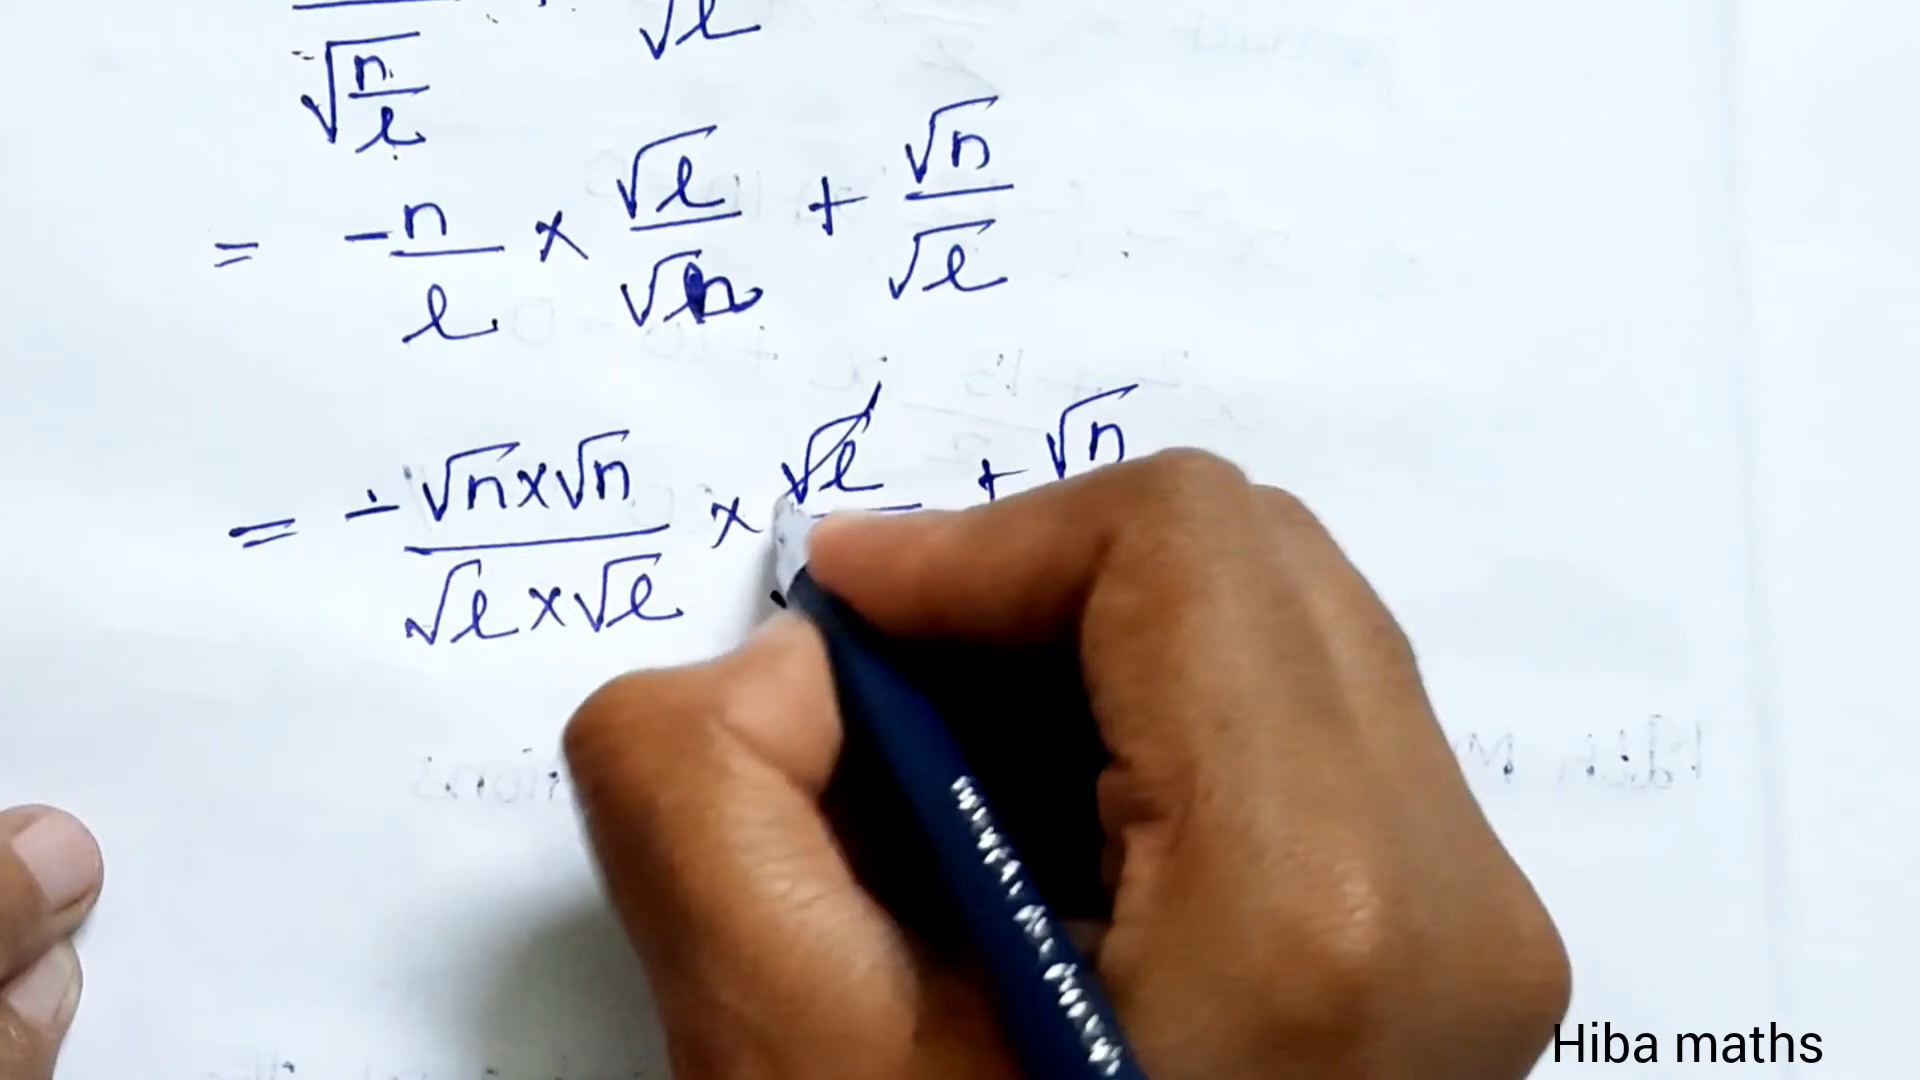 √n/l √l
= -n/l × √l/√n + √n/√l
= -√n×√n/√l×√l × √l + √n
Hiba maths